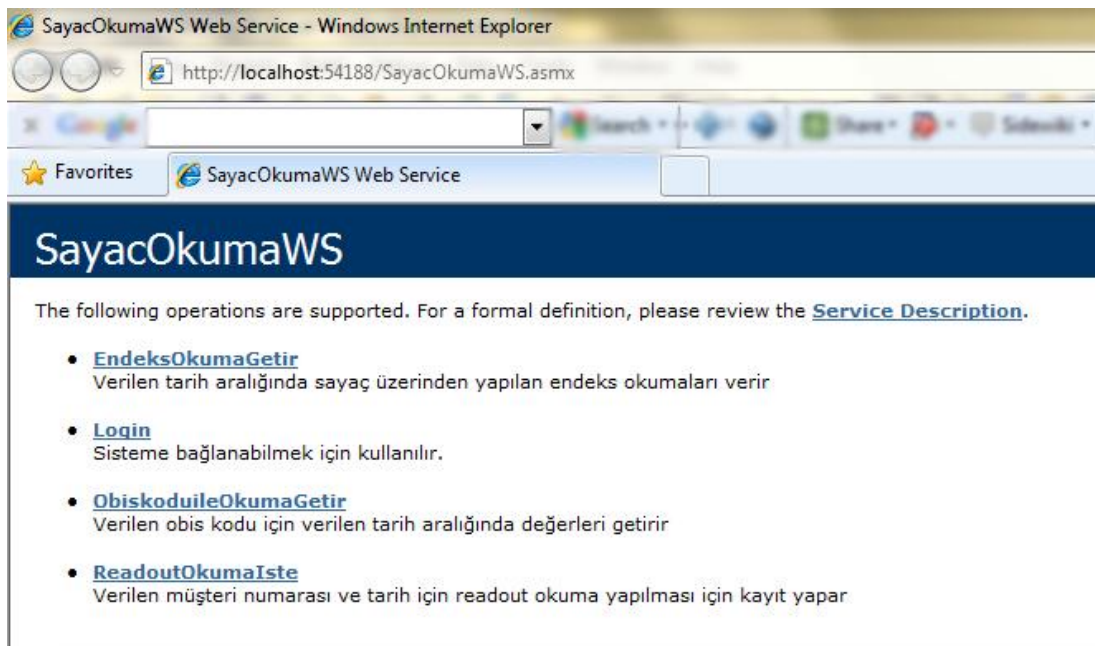 SayacOkumaWS Web Service - Windows Internet Explorer
http://localhost:54188/SayacOkumaWS.asmx
x Google Search Share Sidewiki
Favorites SayacOkumaWS Web Service
SayacOkumaWS
The following operations are supported. For a formal definition, please review the Service Description.
• EndeksOkumaGetir
Verilen tarih aralığında sayaç üzerinden yapılan endeks okumaları verir
• Login
Sisteme bağlanabilmek için kullanılır.
• ObiskoduileOkumaGetir
Verilen obis kodu için verilen tarih aralığında değerleri getirir
• ReadoutOkumaIste
Verilen müşteri numarası ve tarih için readout okuma yapılması için kayıt yapar